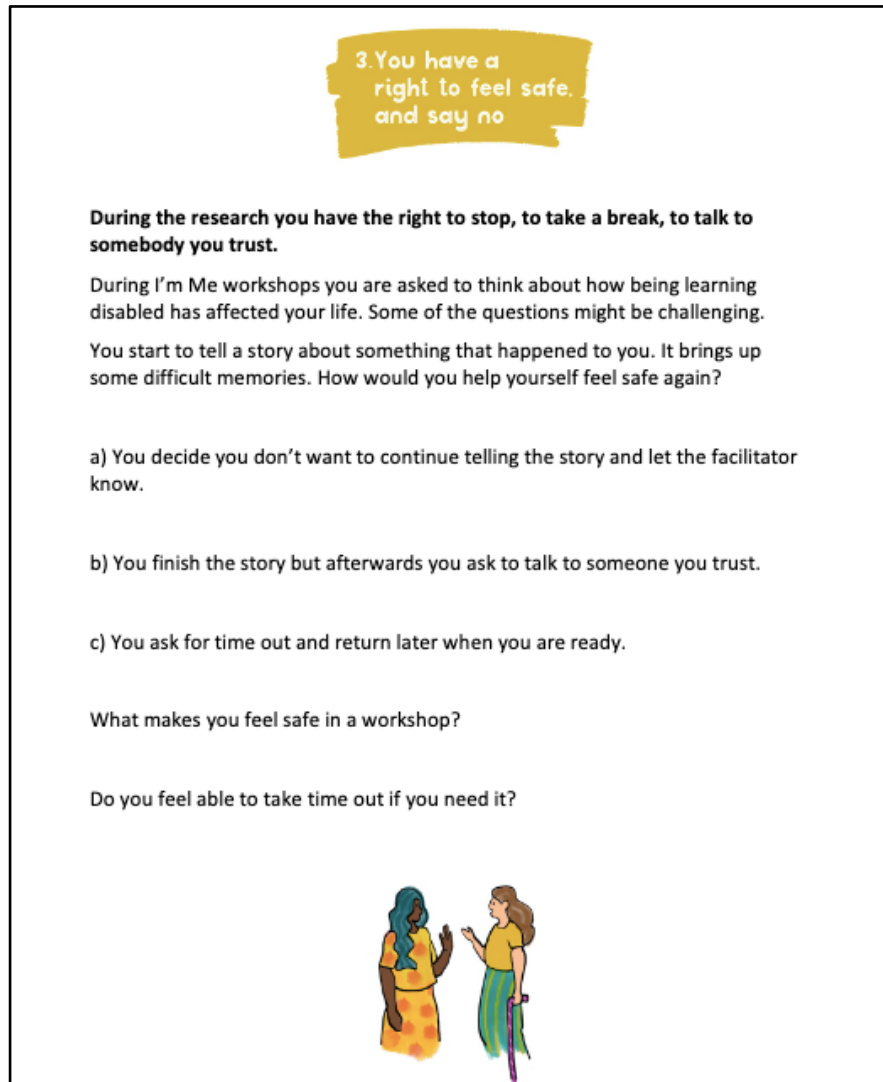 3.You have a
right to feel safe,
and say no
During the research you have the right to stop, to take a break, to talk to
somebody you trust.
During I’m Me workshops you are asked to think about how being learning
disabled has affected your life. Some of the questions might be challenging.
You start to tell a story about something that happened to you. It brings up
some difficult memories. How would you help yourself feel safe again?
a) You decide you don’t want to continue telling the story and let the facilitator
know.
b) You finish the story but afterwards you ask to talk to someone you trust.
c) You ask for time out and return later when you are ready.
What makes you feel safe in a workshop?
Do you feel able to take time out if you need it?